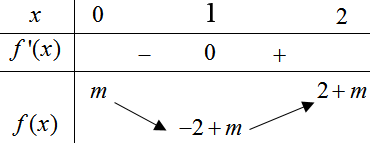 x 0 1 2
f'(x) − 0 +
m 2+m
f(x) −2+m